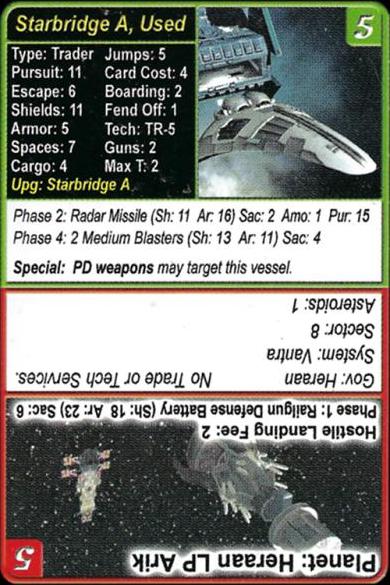 Starbridge A, Used
5
Type: Trader Jumps: 5
Pursuit: 11 Card Cost: 4
Escape: 6 Boarding: 2
Shields: 11 Fend Off: 1
Armor: 5 Tech: TR-5
Spaces: 7 Guns: 2
Cargo: 4 Max T: 2
Upg: Starbridge A
Phase 2: Radar Missile (Sh: 11 Ar: 16) Sac: 2 Amo: 1 Pur: 15
Phase 4: 2 Medium Blasters (Sh: 13 Ar: 11) Sac: 4
Special: PD weapons may target this vessel.
Planet: Heraan LP Arik
5
Hostile Landing Fee: 2
Phase 1: Railgun Defense Battery (Sh: 18 Ar: 23) Sac: 6
Gov: Heraan No Trade or Tech Services.
System: Vantra
Sector: 8
Asteroids: 1